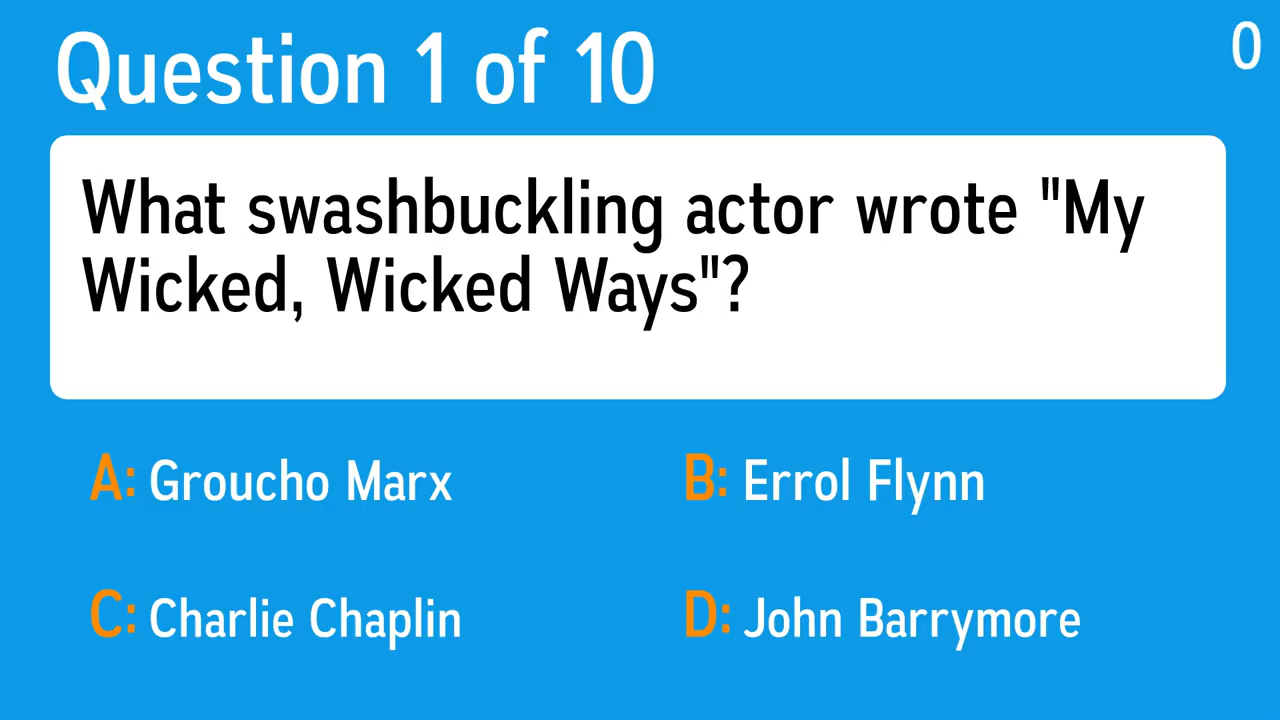 Question 1 of 10
0
What swashbuckling actor wrote "My
Wicked, Wicked Ways"?
A: Groucho Marx
B: Errol Flynn
C: Charlie Chaplin
D: John Barrymore